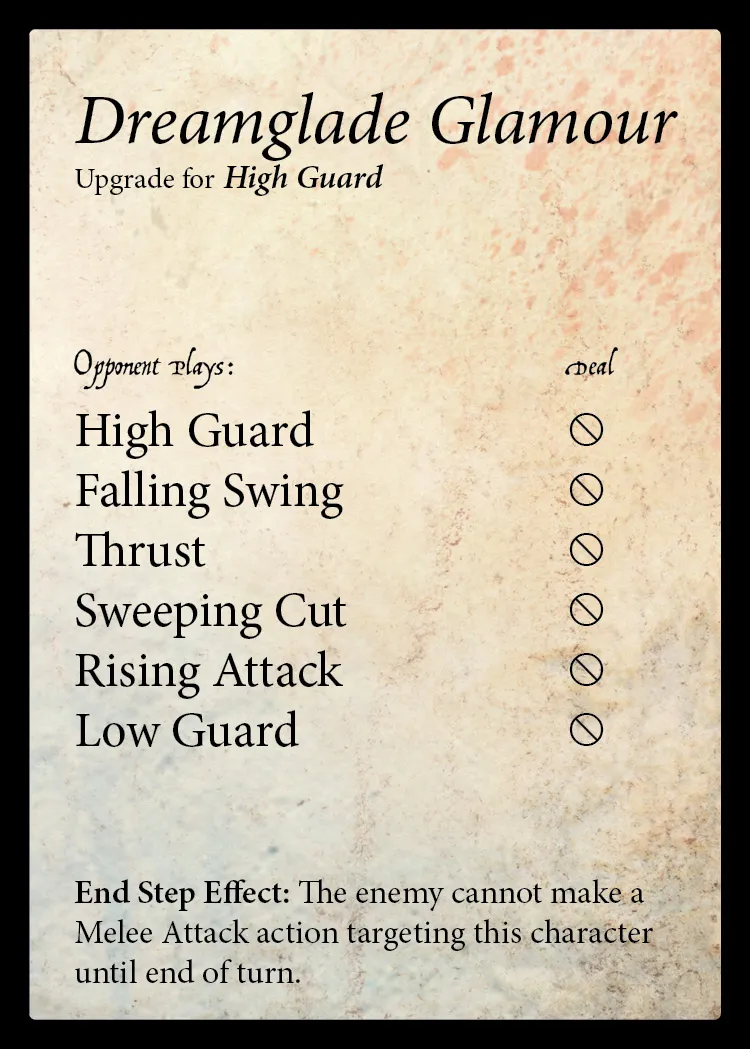 Dreamglade Glamour
Upgrade for High Guard
Opponent plays: Deal
High Guard
Falling Swing
Thrust
Sweeping Cut
Rising Attack
Low Guard
End Step Effect: The enemy cannot make a
Melee Attack action targeting this character
until end of turn.